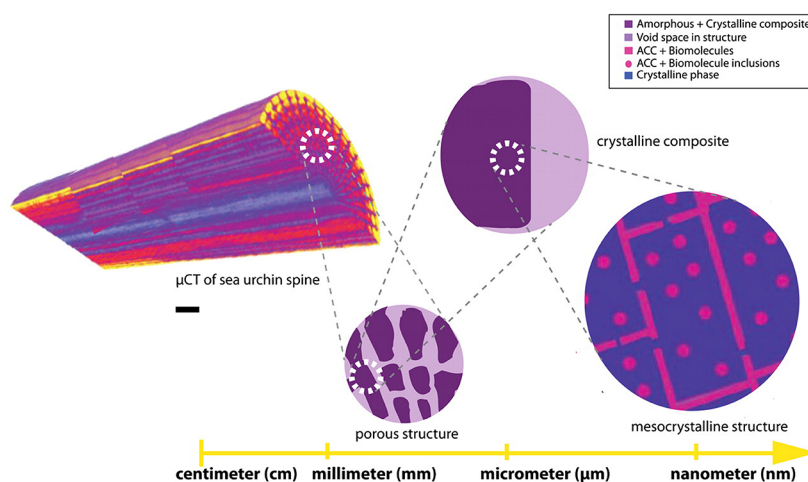 Amorphous + Crystalline composite
Void space in structure
ACC + Biomolecules
ACC + Biomolecule inclusions
Crystalline phase
crystalline composite
µCT of sea urchin spine
porous structure
mesocrystalline structure
centimeter (cm) millimeter (mm) micrometer (µm) nanometer (nm)